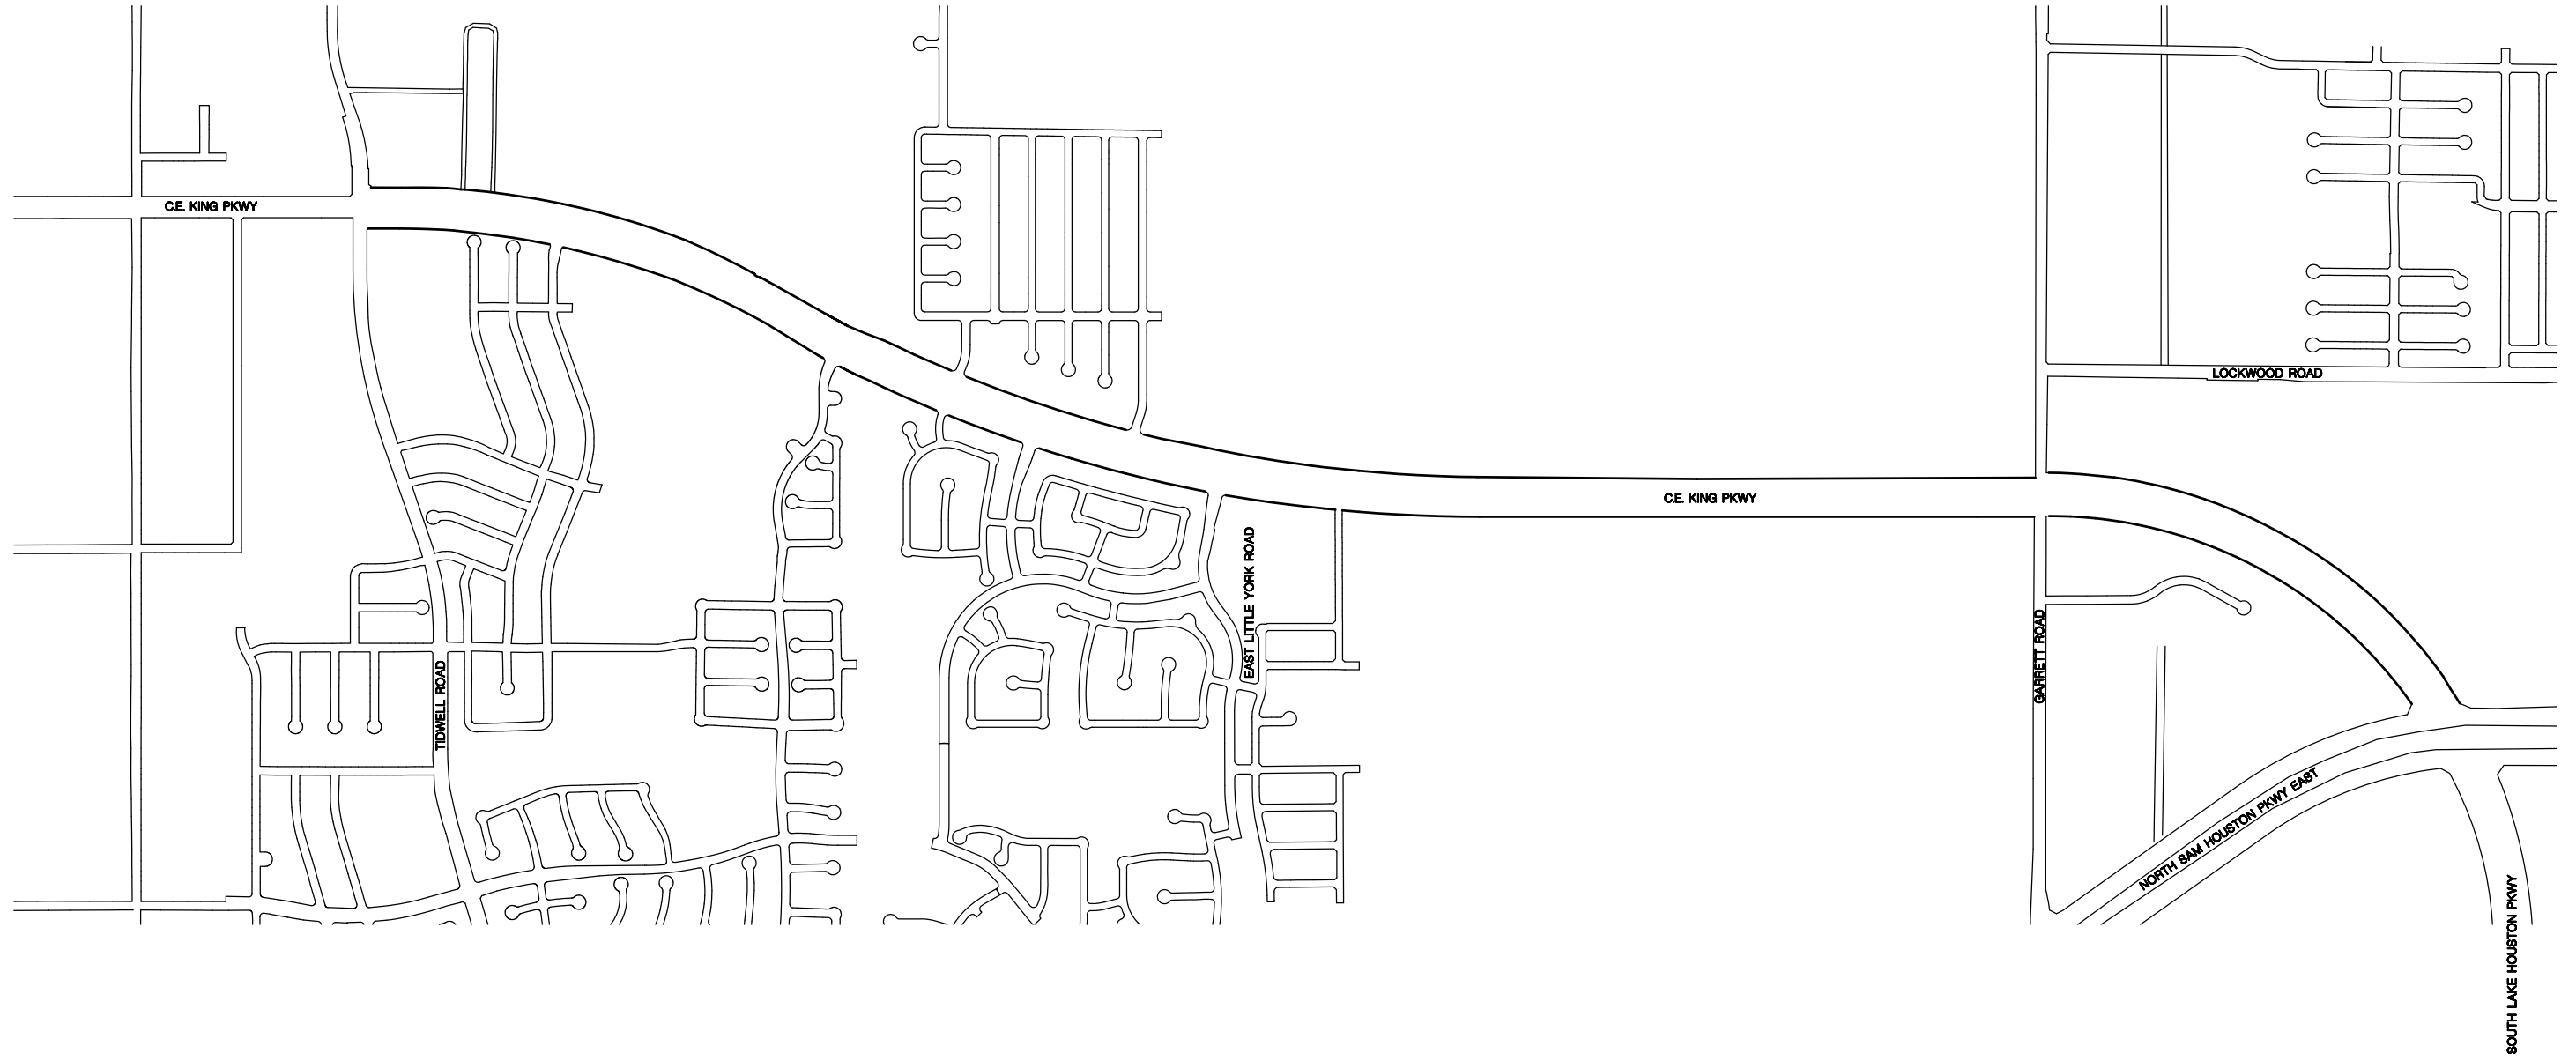 C.E. KING PKWY
LOCKWOOD ROAD
C.E. KING PKWY
EAST LITTLE YORK ROAD
GARRETT ROAD
TIDWELL ROAD
NORTH SAM HOUSTON PKWY EAST
SOUTH LAKE HOUSTON PKWY